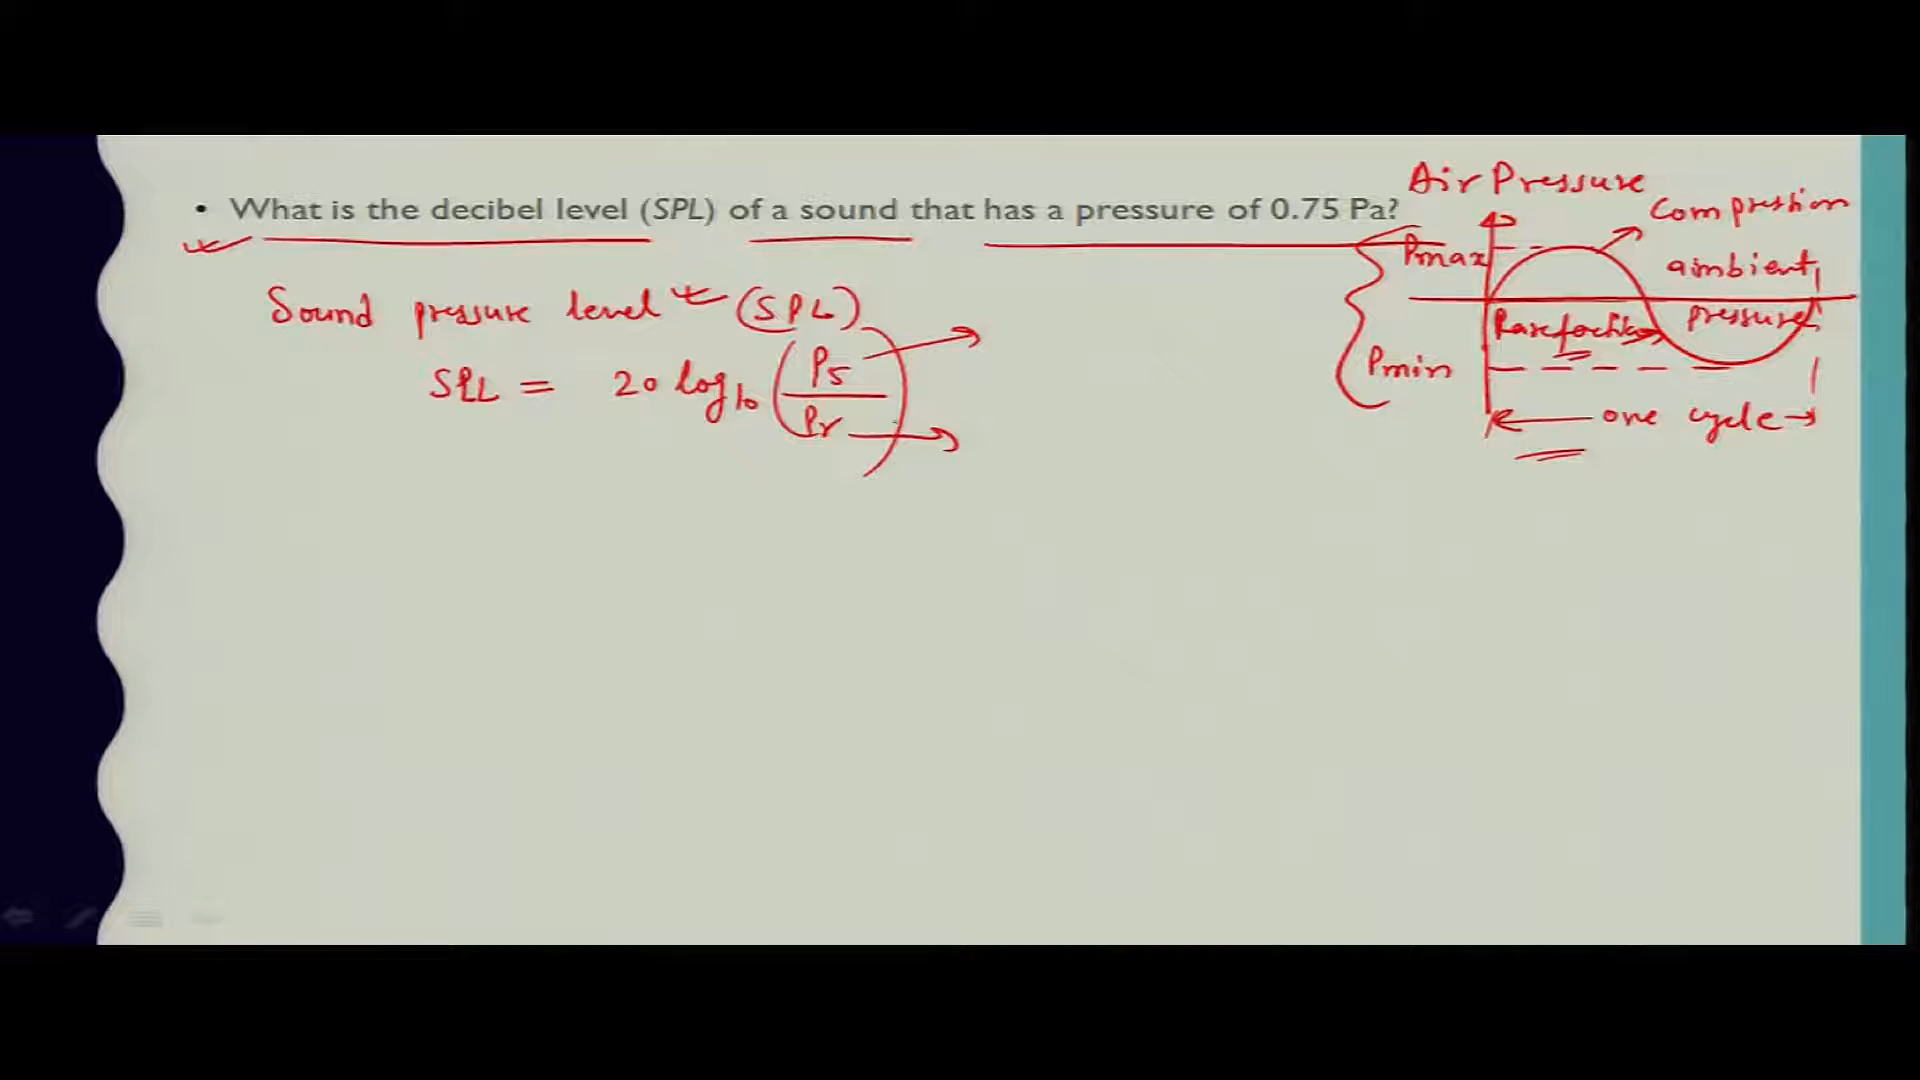 • What is the decibel level (SPL) of a sound that has a pressure of 0.75 Pa?
Sound pressure level (SPL)
SPL = 20 log10 (Ps/Pr)
Air Pressure
Compression
Pmax
ambient
pressure
Rarefaction
Pmin
one cycle